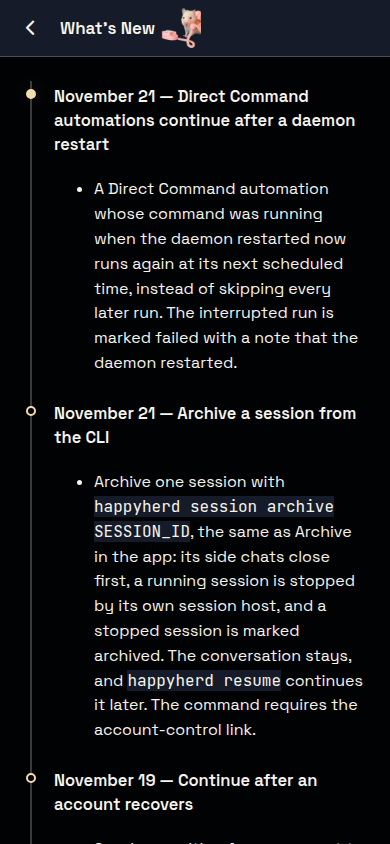 What's New
November 21 — Direct Command
automations continue after a daemon
restart
• A Direct Command automation
whose command was running
when the daemon restarted now
runs again at its next scheduled
time, instead of skipping every
later run. The interrupted run is
marked failed with a note that the
daemon restarted.
November 21 — Archive a session from
the CLI
• Archive one session with
happyherd session archive
SESSION_ID, the same as Archive
in the app: its side chats close
first, a running session is stopped
by its own session host, and a
stopped session is marked
archived. The conversation stays,
and happyherd resume continues
it later. The command requires the
account-control link.
November 19 — Continue after an
account recovers